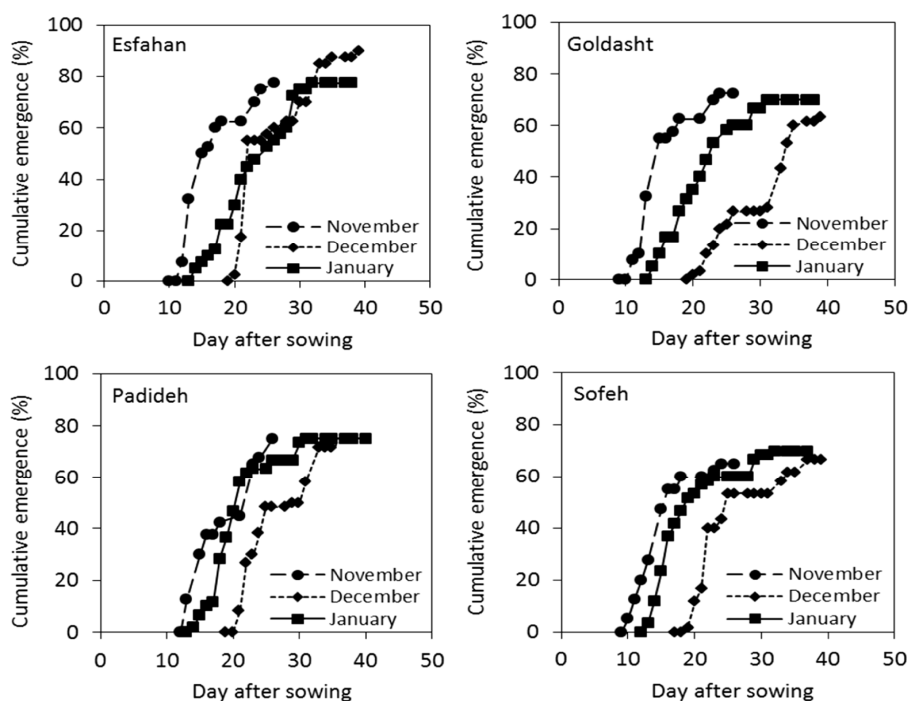 Esfahan
Cumulative emergence (%)
100
80
60
40
20
0
November
December
January
0 10 20 30 40 50
Day after sowing
Goldasht
Cumulative emergence (%)
100
80
60
40
20
0
November
December
January
0 10 20 30 40 50
Day after sowing
Padideh
Cumulative emergence (%)
100
80
60
40
20
0
November
December
January
0 10 20 30 40 50
Day after sowing
Sofeh
Cumulative emergence (%)
100
80
60
40
20
0
November
December
January
0 10 20 30 40 50
Day after sowing